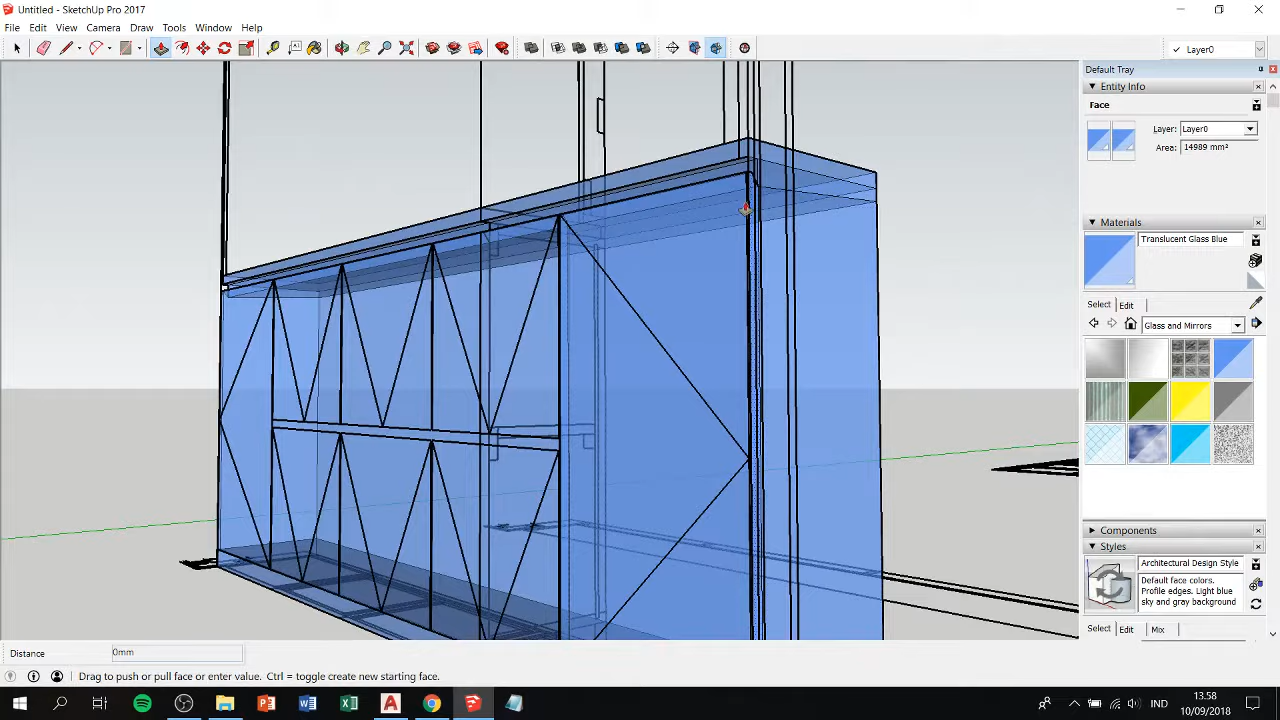 Untitled - SketchUp Pro 2017
File Edit View Camera Draw Tools Window Help
Layer0
Default Tray
Entity Info
Face
Layer: Layer0
Area: 14989 mm²
Materials
Translucent Glass Blue
Select Edit
Glass and Mirrors
Components
Styles
Architectural Design Style
Default face colors.
Profile edges. Light blue
sky and gray background
Select Edit Mix
Distance 0mm
Drag to push or pull face or enter value. Ctrl = toggle create new starting face.
IND
13.58
10/09/2018